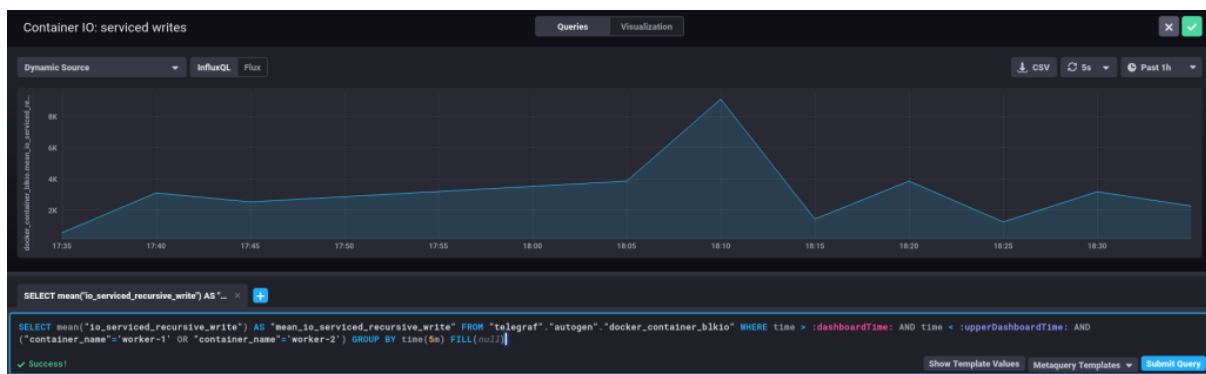 Container IO: serviced writes
Queries Visualization
Dynamic Source InfluxQL Flux CSV 5s Past 1h
docker_container_blkio.mean_io_serviced_re...
8K
6K
4K
2K
17:35 17:40 17:45 17:50 17:55 18:00 18:05 18:10 18:15 18:20 18:25 18:30
SELECT mean("io_serviced_recursive_write") AS "... ×
SELECT mean("io_serviced_recursive_write") AS "mean_io_serviced_recursive_write" FROM "telegraf"."autogen"."docker_container_blkio" WHERE time > :dashboardTime: AND time < :upperDashboardTime: AND
("container_name"='worker-1' OR "container_name"='worker-2') GROUP BY time(5m) FILL(null)
Success!
Show Template Values Metaquery Templates Submit Query